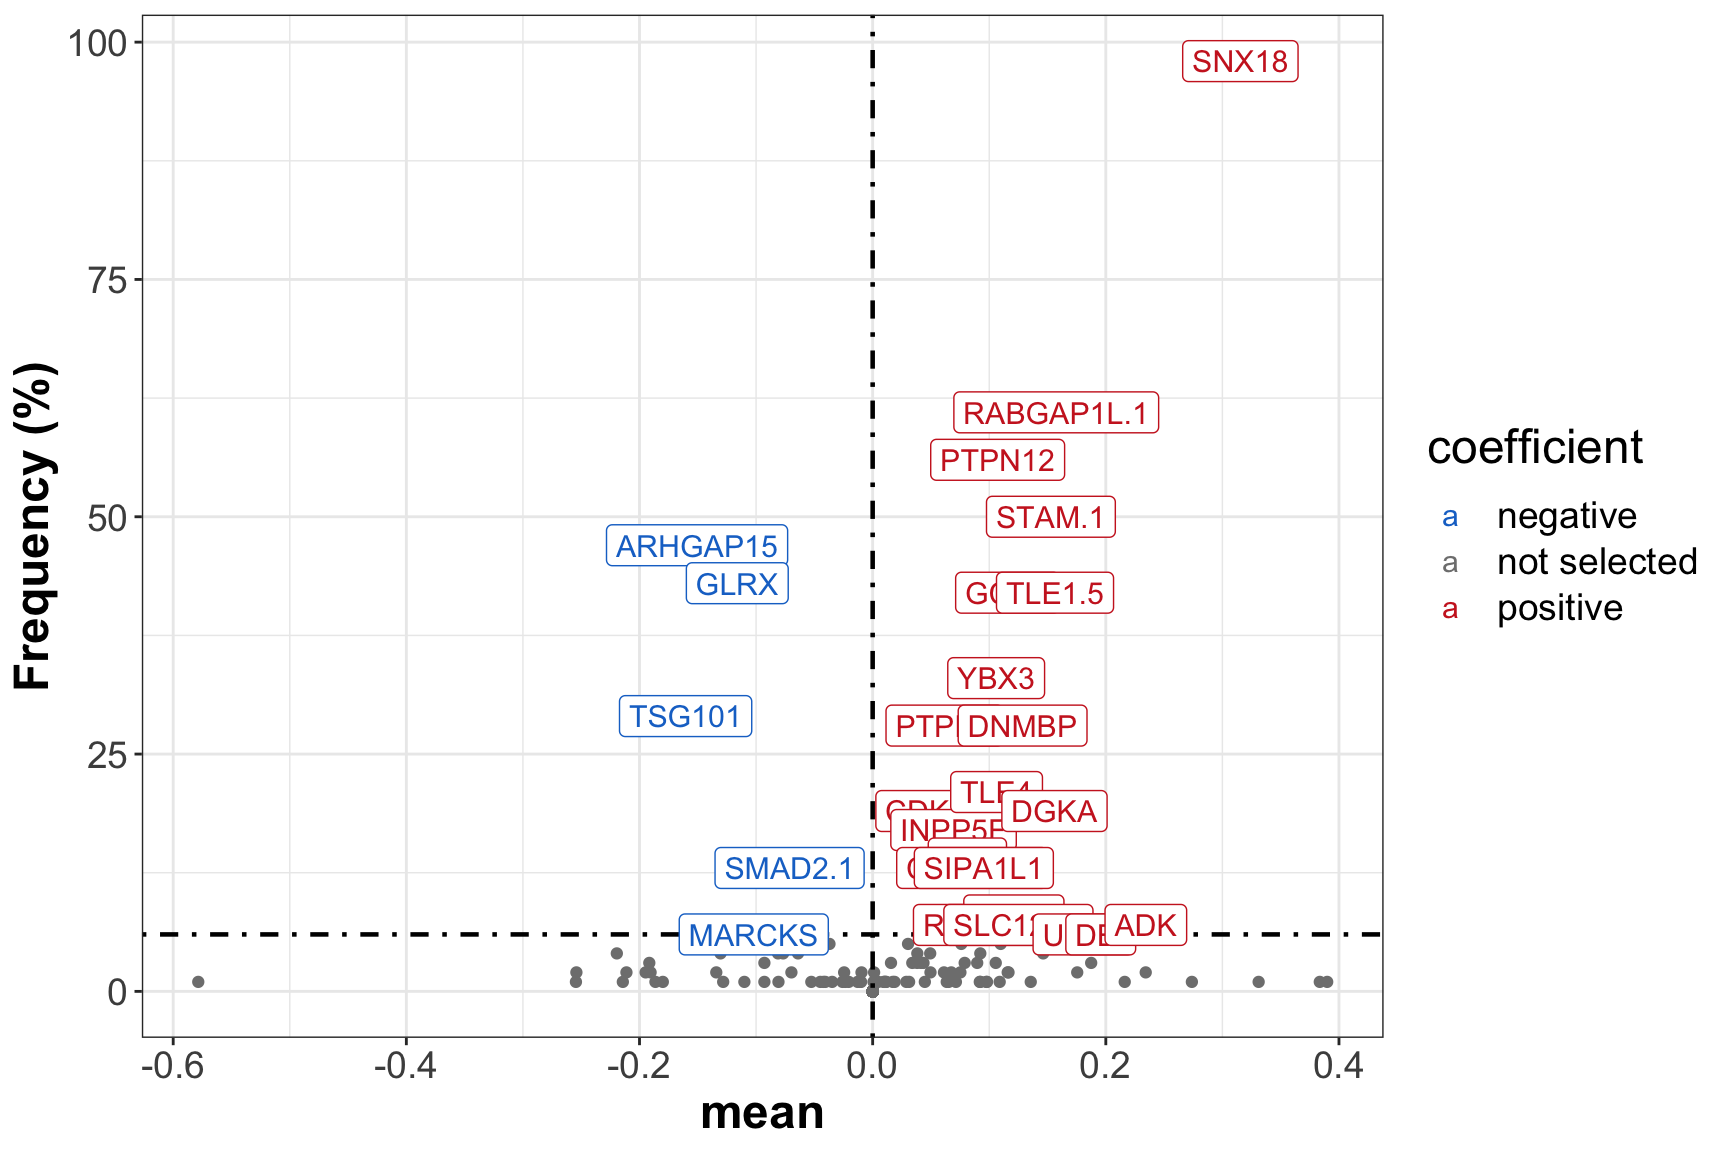 100
SNX18
75
RABGAP1L.1
PTPN12
STAM.1
50
ARHGAP15
GLRX
TLE1.5
YBX3
TSG101
DNMBP
25
TLE4
DGKA
SMAD2.1
SIPA1L1
ADK
MARCKS
0
-0.6 -0.4 -0.2 0.0 0.2 0.4
mean
Frequency (%)
coefficient
a negative
a not selected
a positive